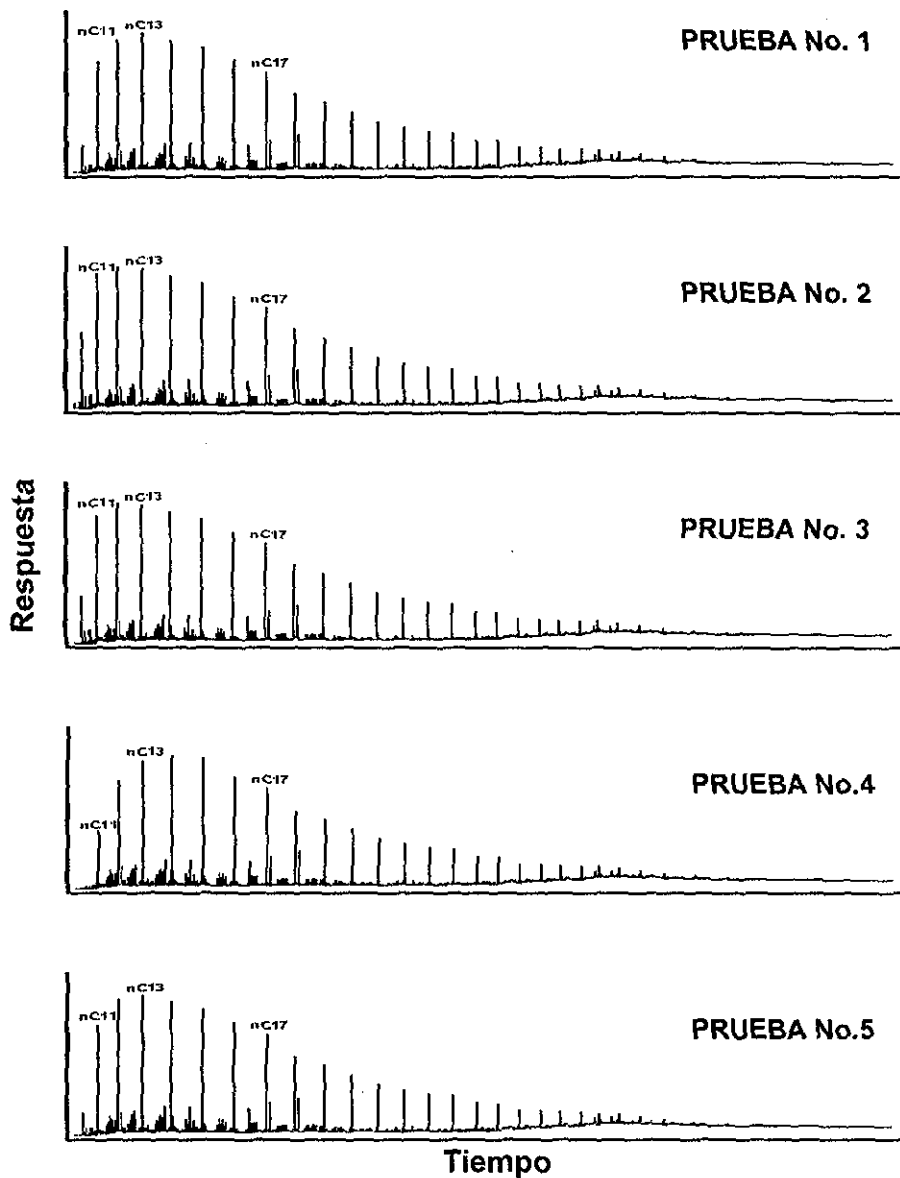 nC11 nC13 nC17 PRUEBA No. 1
nC11 nC13 nC17 PRUEBA No. 2
nC11 nC13 nC17 PRUEBA No. 3
nC11 nC13 nC17 PRUEBA No.4
nC11 nC13 nC17 PRUEBA No.5
Respuesta
Tiempo